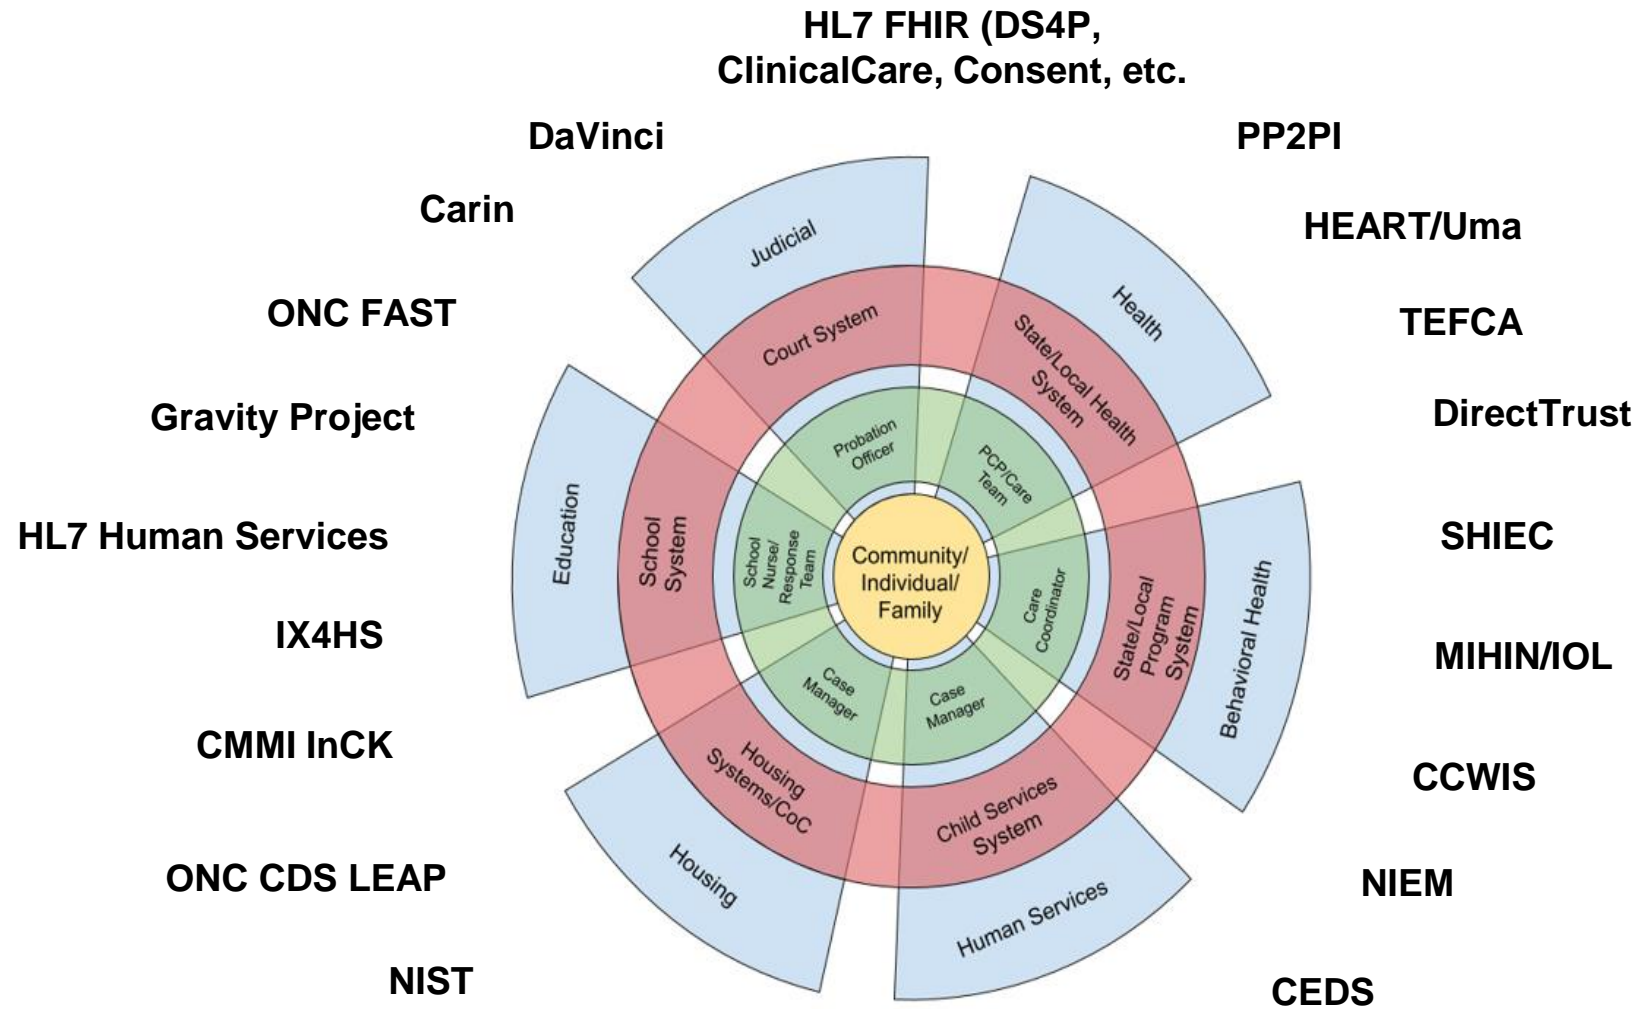 HL7 FHIR (DS4P,
ClinicalCare, Consent, etc.
DaVinci
PP2PI
Carin
HEART/Uma
ONC FAST
TEFCA
Gravity Project
DirectTrust
HL7 Human Services
SHIEC
IX4HS
MIHIN/IOL
CMMI InCK
CCWIS
ONC CDS LEAP
NIEM
NIST
CEDS
Judicial
Court System
Probation
Officer
Health
State/Local Health
System
PCP/Care
Team
Behavioral Health
State/Local
Program
System
Care
Coordinator
Human Services
Child Services
System
Case
Manager
Housing
Housing
Systems/CoC
Case
Manager
Education
School
System
School
Nurse/
Response
Team
Community/
Individual/
Family